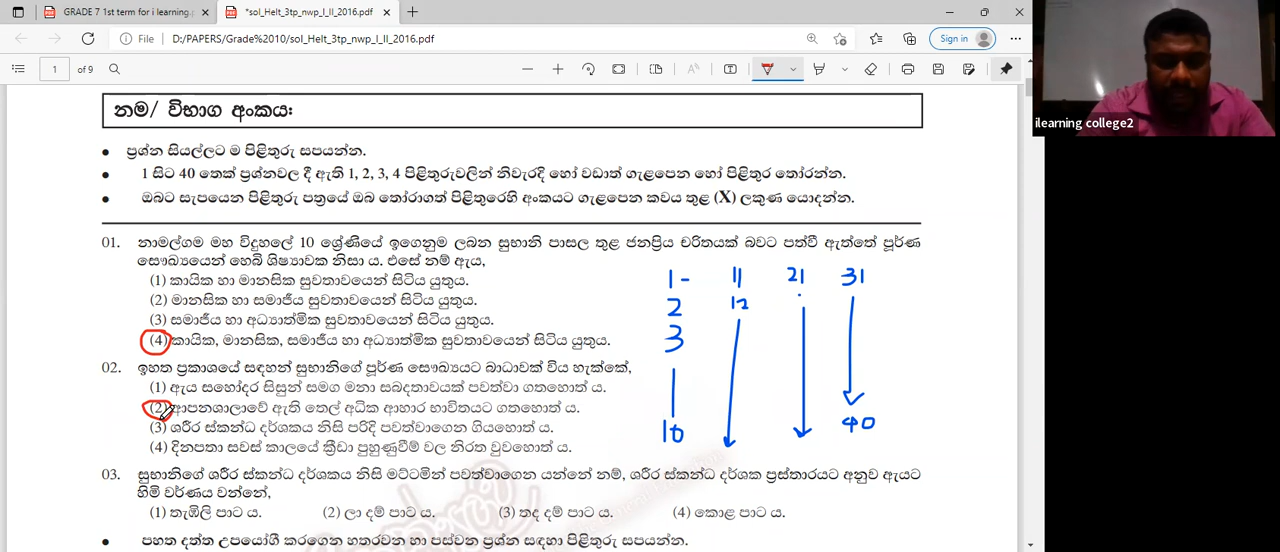 GRADE 7 1st term for i learning.p
*sol_Helt_3tp_nwp_I_II_2016.pdf
File D:/PAPERS/Grade%2010/sol_Helt_3tp_nwp_I_II_2016.pdf
Sign in
1 of 9
ilearning college2
නම/ විභාග අංකය:
• ප්‍රශ්න සියල්ලට ම පිළිතුරු සපයන්න.
• 1 සිට 40 තෙක් ප්‍රශ්නවල දී ඇති 1, 2, 3, 4 පිළිතුරුවලින් නිවැරදි හෝ වඩාත් ගැළපෙන හෝ පිළිතුර තෝරන්න.
• ඔබට සැපයෙන පිළිතුරු පත්‍රයේ ඔබ තෝරාගත් පිළිතුරෙහි අංකයට ගැළපෙන කවය තුළ (X) ලකුණ යොදන්න.
01. නාමල්ගම මහ විදුහලේ 10 ශ්‍රේණියේ ඉගෙනුම ලබන සුභානි පාසල තුළ ජනප්‍රිය චරිතයක් බවට පත්වී ඇත්තේ පූර්ණ
සෞඛ්‍යයෙන් හෙබි ශිෂ්‍යාවක නිසා ය. එසේ නම් ඇය,
(1) කායික හා මානසික සුවතාවයෙන් සිටිය යුතුය.
(2) මානසික හා සමාජීය සුවතාවයෙන් සිටිය යුතුය.
(3) සමාජීය හා අධ්‍යාත්මික සුවතාවයෙන් සිටිය යුතුය.
(4) කායික, මානසික, සමාජීය හා අධ්‍යාත්මික සුවතාවයෙන් සිටිය යුතුය.
1 - 11 21 31
2 12
3
10 40
02. ඉහත ප්‍රකාශයේ සඳහන් සුභානිගේ පූර්ණ සෞඛ්‍යයට බාධාවක් විය හැක්කේ,
(1) ඇය සහෝදර සිසුන් සමග මනා සබදතාවයක් පවත්වා ගතහොත් ය.
(2) ආපනශාලාවේ ඇති තෙල් අධික ආහාර භාවිතයට ගතහොත් ය.
(3) ශරීර ස්කන්ධ දර්ශකය නිසි පරිදි පවත්වාගෙන ගියහොත් ය.
(4) දිනපතා සවස් කාලයේ ක්‍රීඩා පුහුණුවීම් වල නිරත වුවහොත් ය.
03. සුභානිගේ ශරීර ස්කන්ධ දර්ශකය නිසි මට්ටමින් පවත්වාගෙන යන්නේ නම්, ශරීර ස්කන්ධ දර්ශක ප්‍රස්තාරයට අනුව ඇයට
හිමි වර්ණය වන්නේ,
(1) තැඹිලි පාට ය. (2) ලා දම් පාට ය. (3) තද දම් පාට ය. (4) කොළ පාට ය.
• පහත දත්ත උපයෝගී කරගෙන හතරවන හා පස්වන ප්‍රශ්න සඳහා පිළිතුරු සපයන්න.